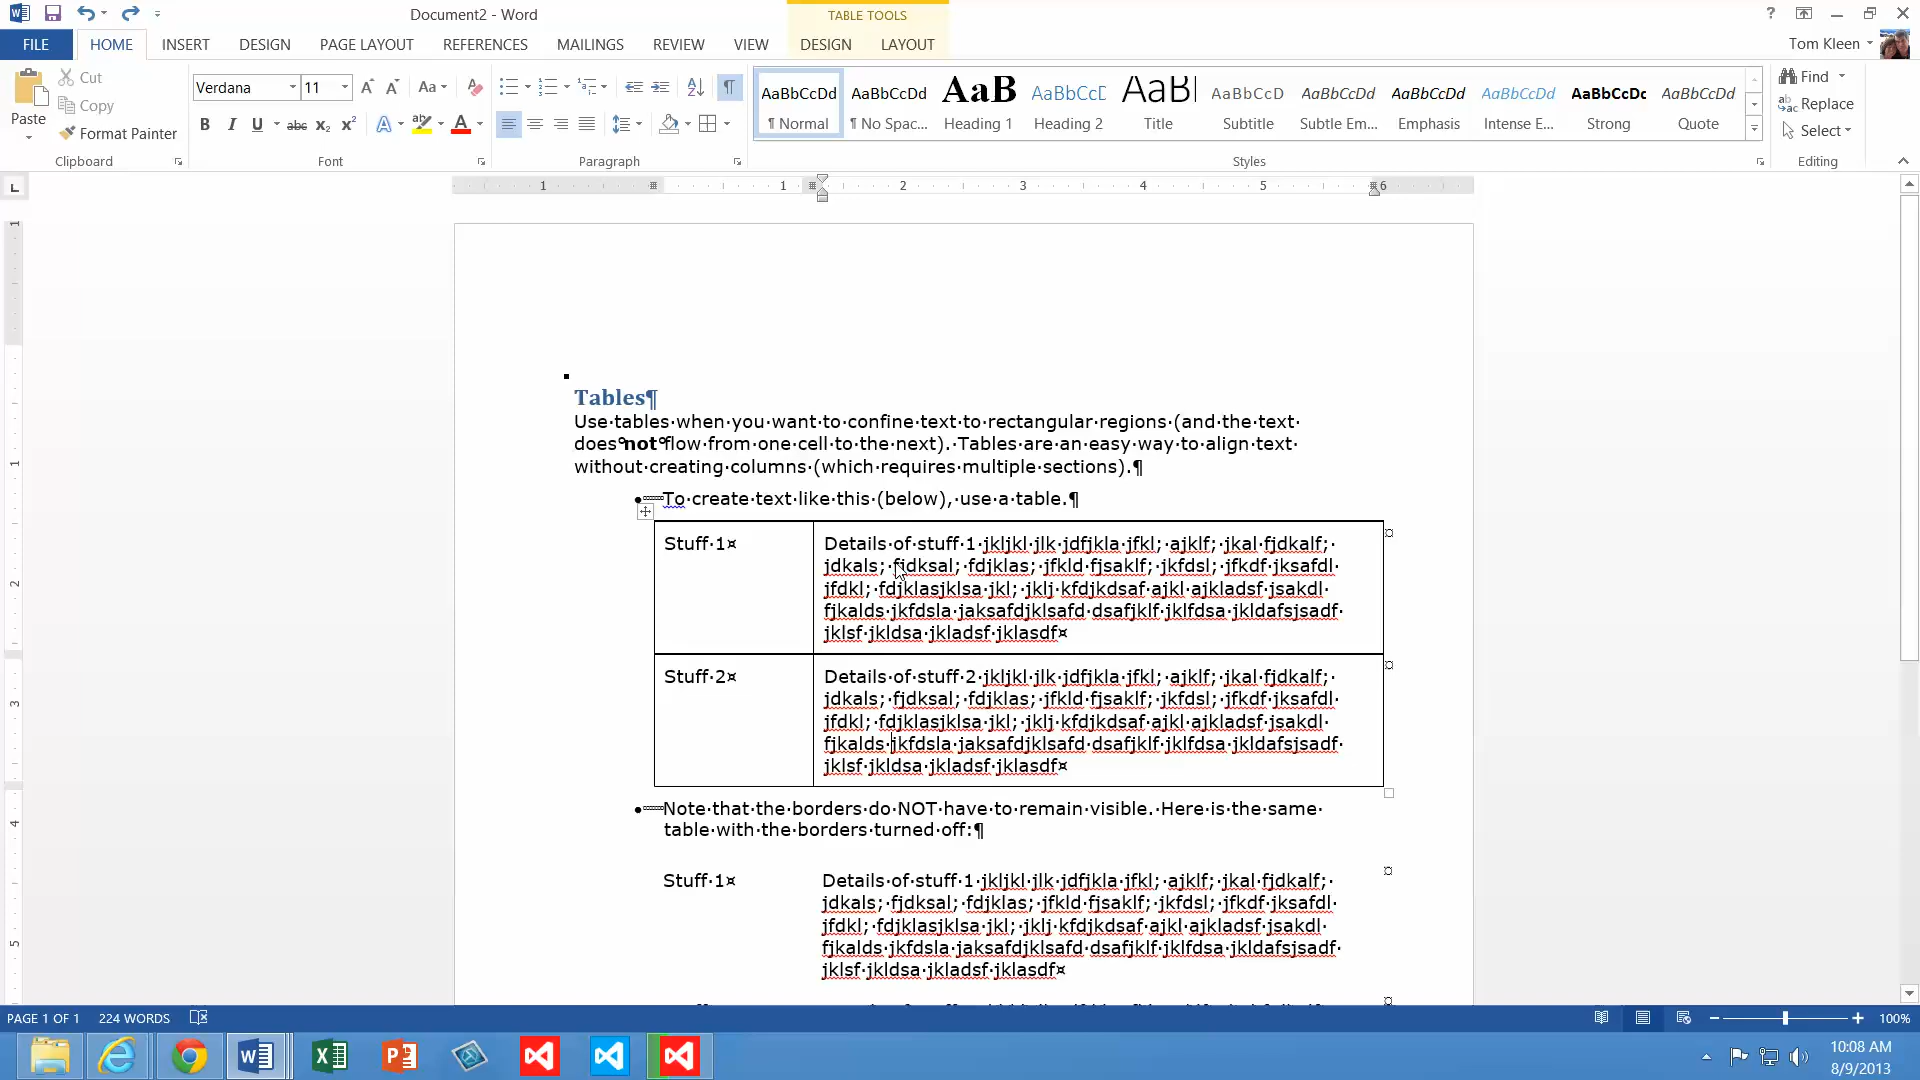 Document2 - Word
TABLE TOOLS
FILE HOME INSERT DESIGN PAGE LAYOUT REFERENCES MAILINGS REVIEW VIEW DESIGN LAYOUT
Tom Kleen
Cut
Copy
Format Painter
Paste
Clipboard
Verdana 11
Font
Paragraph
AaBbCcDd AaBbCcDd AaB AaBbCcD AaB AaBbCcD AaBbCcDd AaBbCcDd AaBbCcDd AaBbCcDc AaBbCcDd
¶ Normal ¶ No Spac... Heading 1 Heading 2 Title Subtitle Subtle Em... Emphasis Intense E... Strong Quote
Styles
Find
Replace
Select
Editing
1 1 2 3 4 5 6
Tables¶
Use·tables·when·you·want·to·confine·text·to·rectangular·regions·(and·the·text·
does°not°flow·from·one·cell·to·the·next).·Tables·are·an·easy·way·to·align·text·
without·creating·columns·(which·requires·multiple·sections).¶
To·create·text·like·this·(below),·use·a·table.¶
Stuff·1¤
Details·of·stuff·1·jkljkl·jlk·jdfjkla·jfkl;·ajklf;·jkal·fjdkalf;·
jdkals;·fjdksal;·fdjklas;·jfkld·fjsaklf;·jkfdsl;·jfkdf·jksafdl·
jfdkl;·fdjklasjklsa·jkl;·jklj·kfdjkdsaf·ajkl·ajkladsf·jsakdl·
fjkalds·jkfdsla·jaksafdjklsafd·dsafjklf·jklfdsa·jkldafsjsadf·
jklsf·jkldsa·jkladsf·jklasdf¤
Stuff·2¤
Details·of·stuff·2·jkljkl·jlk·jdfjkla·jfkl;·ajklf;·jkal·fjdkalf;·
jdkals;·fjdksal;·fdjklas;·jfkld·fjsaklf;·jkfdsl;·jfkdf·jksafdl·
jfdkl;·fdjklasjklsa·jkl;·jklj·kfdjkdsaf·ajkl·ajkladsf·jsakdl·
fjkalds·jkfdsla·jaksafdjklsafd·dsafjklf·jklfdsa·jkldafsjsadf·
jklsf·jkldsa·jkladsf·jklasdf¤
Note·that·the·borders·do·NOT·have·to·remain·visible.·Here·is·the·same·
table·with·the·borders·turned·off:¶
Stuff·1¤
Details·of·stuff·1·jkljkl·jlk·jdfjkla·jfkl;·ajklf;·jkal·fjdkalf;·
jdkals;·fjdksal;·fdjklas;·jfkld·fjsaklf;·jkfdsl;·jfkdf·jksafdl·
jfdkl;·fdjklasjklsa·jkl;·jklj·kfdjkdsaf·ajkl·ajkladsf·jsakdl·
fjkalds·jkfdsla·jaksafdjklsafd·dsafjklf·jklfdsa·jkldafsjsadf·
jklsf·jkldsa·jkladsf·jklasdf¤
PAGE 1 OF 1 224 WORDS
100%
10:08 AM
8/9/2013